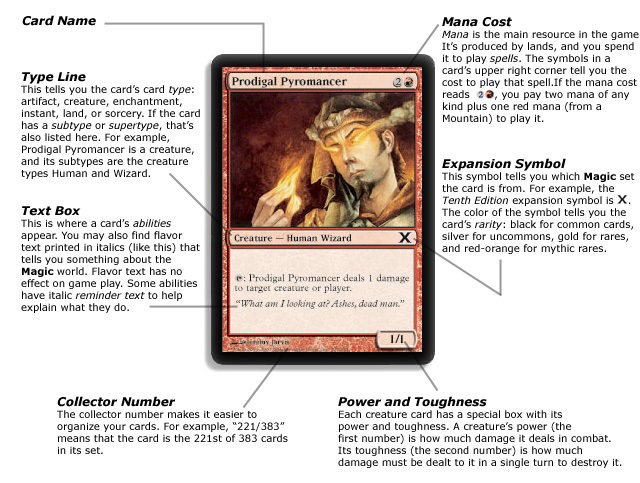 Card Name
Mana Cost
Mana is the main resource in the game
It's produced by lands, and you spend
it to play spells. The symbols in a
card's upper right corner tell you the
cost to play that spell.If the mana cost
reads 2, you pay two mana of any
kind plus one red mana (from a
Mountain) to play it.
Type Line
This tells you the card's card type:
artifact, creature, enchantment,
instant, land, or sorcery. If the card
has a subtype or supertype, that's
also listed here. For example,
Prodigal Pyromancer is a creature,
and its subtypes are the creature
types Human and Wizard.
Expansion Symbol
This symbol tells you which Magic set
the card is from. For example, the
Tenth Edition expansion symbol is X.
The color of the symbol tells you the
card's rarity: black for common cards,
silver for uncommons, gold for rares,
and red-orange for mythic rares.
Text Box
This is where a card's abilities
appear. You may also find flavor
text printed in italics (like this) that
tells you something about the
Magic world. Flavor text has no
effect on game play. Some abilities
have italic reminder text to help
explain what they do.
Prodigal Pyromancer 2
Creature — Human Wizard X
: Prodigal Pyromancer deals 1 damage
to target creature or player.
"What am I looking at? Ashes, dead man."
1/1
Jeremy Jarvis
Collector Number
The collector number makes it easier to
organize your cards. For example, "221/383"
means that the card is the 221st of 383 cards
in its set.
Power and Toughness
Each creature card has a special box with its
power and toughness. A creature's power (the
first number) is how much damage it deals in combat.
Its toughness (the second number) is how much
damage must be dealt to it in a single turn to destroy it.